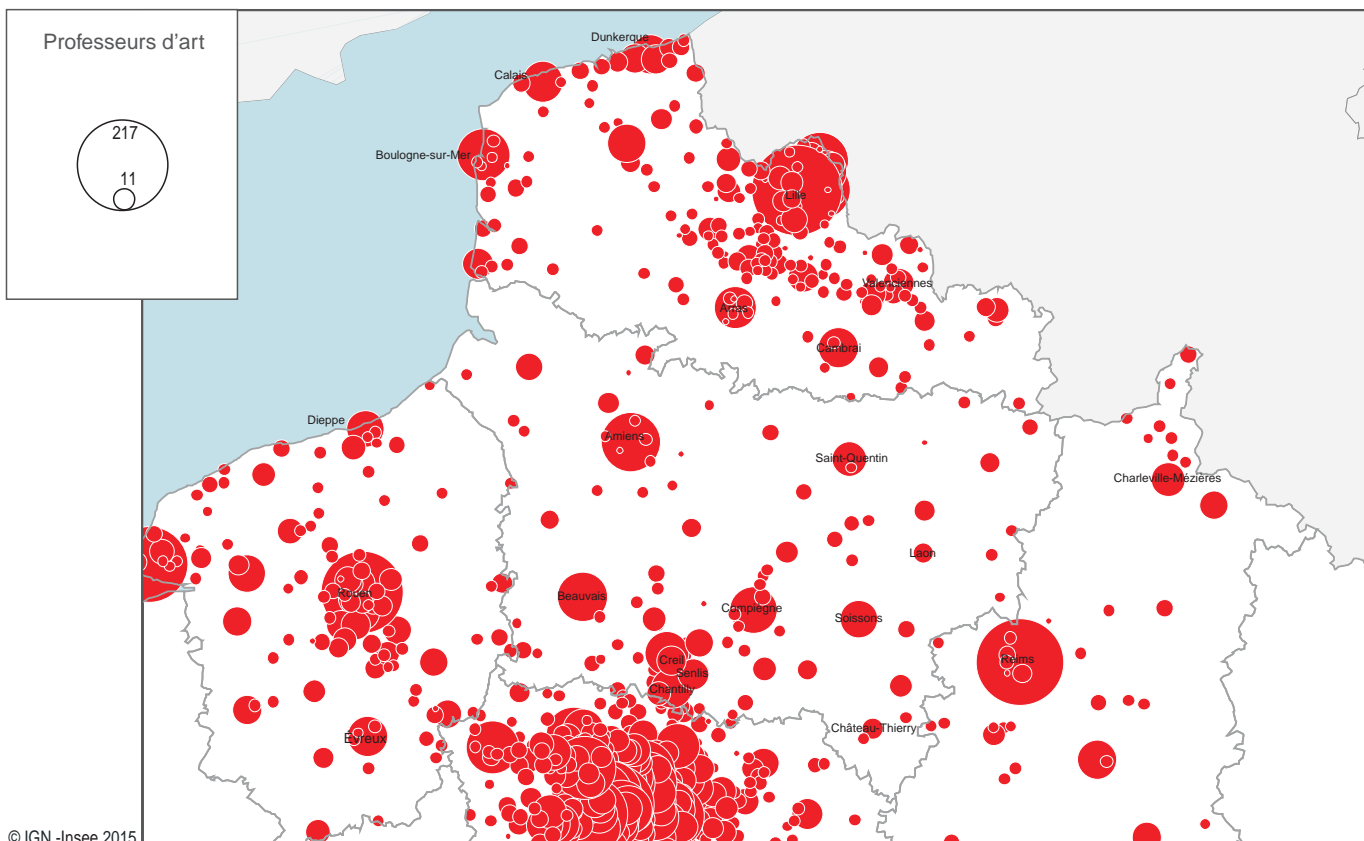 Professeurs d'art
217
11
Dunkerque
Calais
Boulogne-sur-Mer
Lille
Valenciennes
Arras
Cambrai
Dieppe
Amiens
Saint-Quentin
Charleville-Mézières
Laon
Rouen
Beauvais
Compiègne
Soissons
Creil
Reims
Senlis
Chantilly
Château-Thierry
Évreux
© IGN -Insee 2015